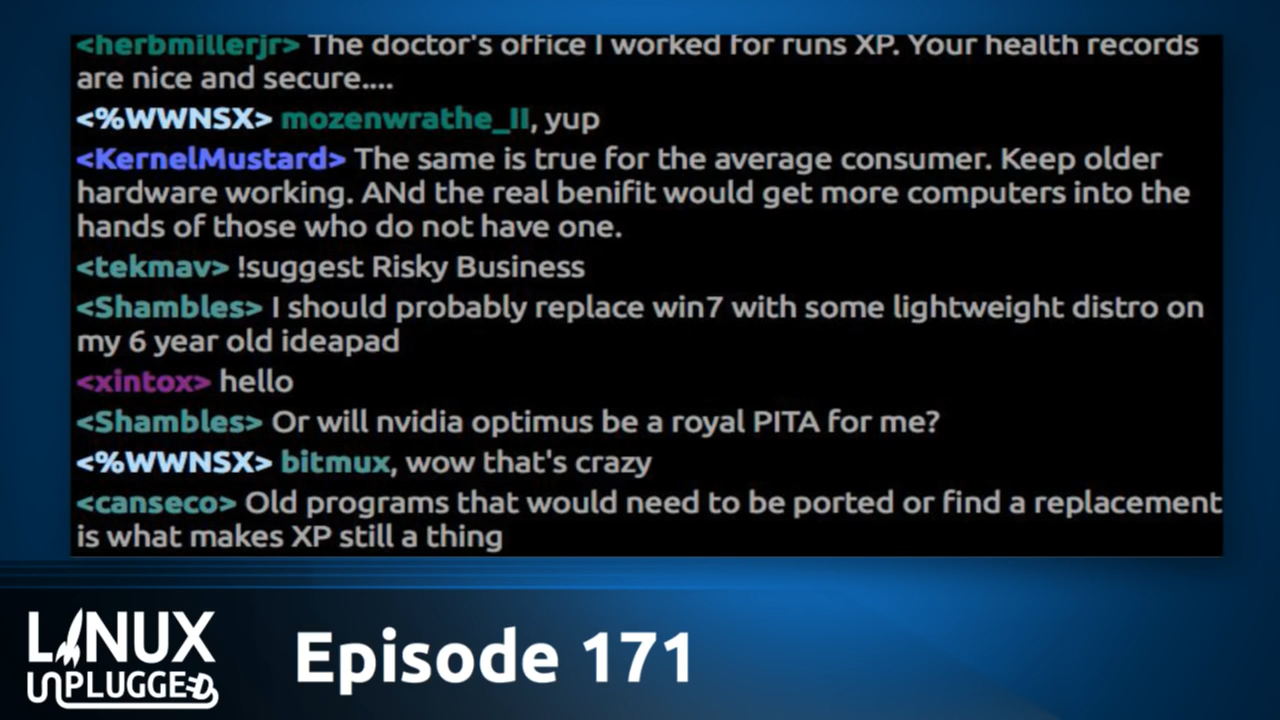 <herbmillerjr> The doctor's office I worked for runs XP. Your health records
are nice and secure....
<%WWNSX> mozenwrathe_II, yup
<KernelMustard> The same is true for the average consumer. Keep older
hardware working. ANd the real benifit would get more computers into the
hands of those who do not have one.
<tekmav> !suggest Risky Business
<Shambles> I should probably replace win7 with some lightweight distro on
my 6 year old ideapad
<xintox> hello
<Shambles> Or will nvidia optimus be a royal PITA for me?
<%WWNSX> bitmux, wow that's crazy
<canseco> Old programs that would need to be ported or find a replacement
is what makes XP still a thing
LINUX
UNPLUGGED
Episode 171